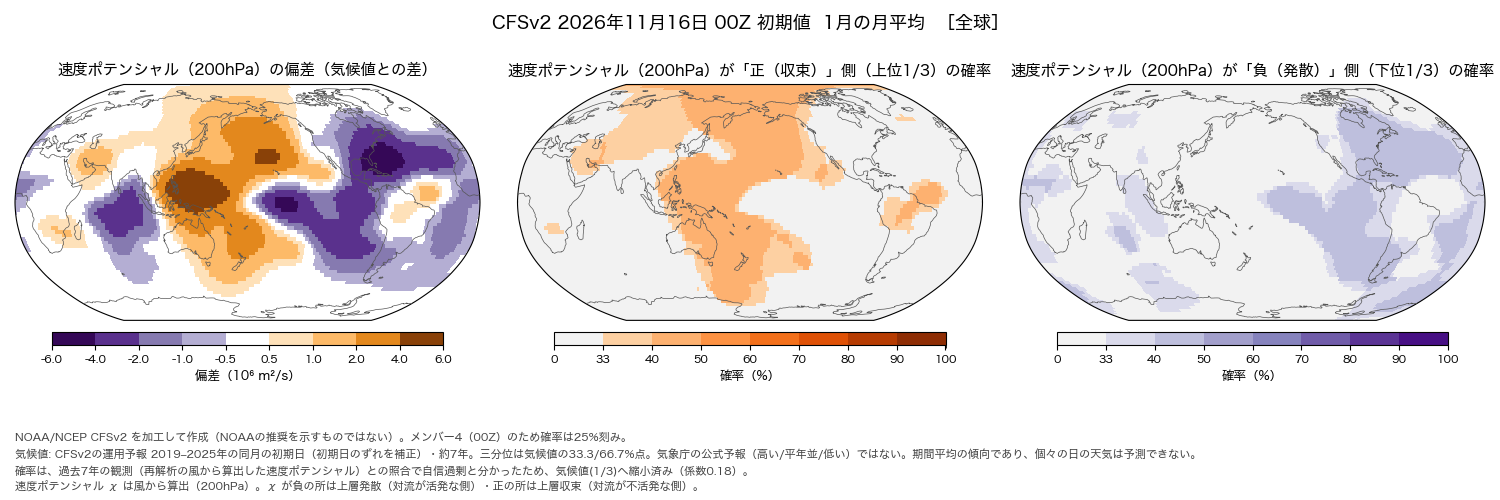 CFSv2 2026年11月16日 00Z 初期値 1月の月平均 ［全球］
速度ポテンシャル（200hPa）の偏差（気候値との差）
速度ポテンシャル（200hPa）が「正（収束）」側（上位1/3）の確率
速度ポテンシャル（200hPa）が「負（発散）」側（下位1/3）の確率
-6.0 -4.0 -2.0 -1.0 -0.5 0.5 1.0 2.0 4.0 6.0
偏差（10⁶ m²/s）
0 33 40 50 60 70 80 90 100
確率（%）
0 33 40 50 60 70 80 90 100
確率（%）
NOAA/NCEP CFSv2 を加工して作成（NOAAの推奨を示すものではない）。メンバー4（00Z）のため確率は25%刻み。
気候値: CFSv2の運用予報 2019–2025年の同月の初期日（初期日のずれを補正）・約7年。三分位は気候値の33.3/66.7%点。気象庁の公式予報（高い/平年並/低い）ではない。期間平均の傾向であり、個々の日の天気は予測できない。
確率は、過去7年の観測（再解析の風から算出した速度ポテンシャル）との照合で自信過剰と分かったため、気候値(1/3)へ縮小済み（係数0.18）。
速度ポテンシャル χ は風から算出（200hPa）。χ が負の所は上層発散（対流が活発な側）・正の所は上層収束（対流が不活発な側）。